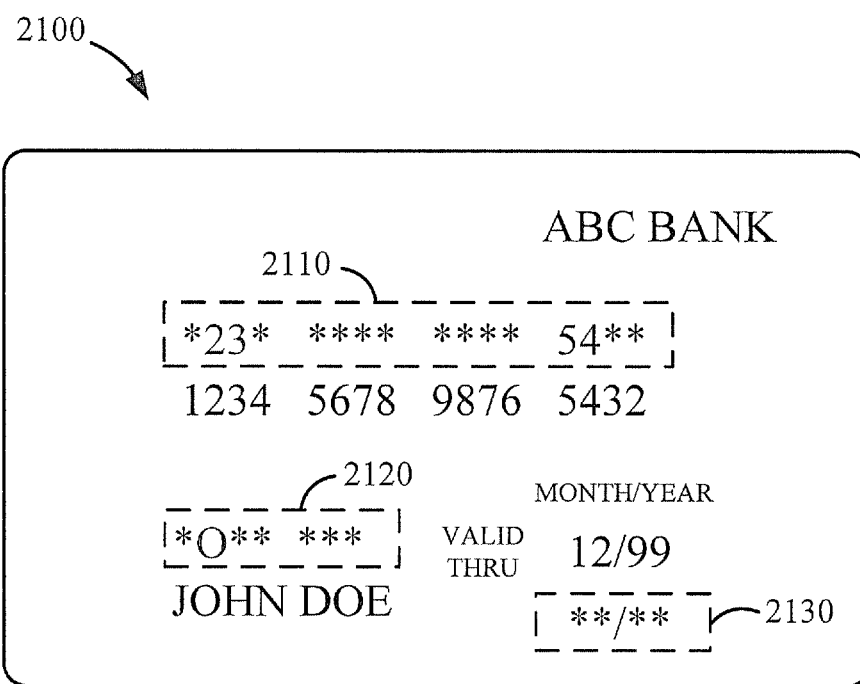 2100
ABC BANK
2110
*23* **** **** 54**
1234 5678 9876 5432
2120
MONTH/YEAR
*O** ***
VALID
THRU
12/99
JOHN DOE
**/**
2130